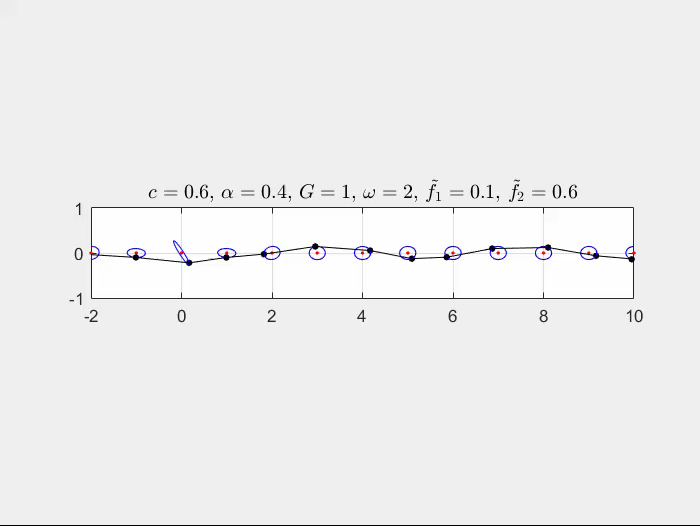 c = 0.6, α = 0.4, G = 1, ω = 2, f̃₁ = 0.1, f̃₂ = 0.6
1
0
-1
-2 0 2 4 6 8 10